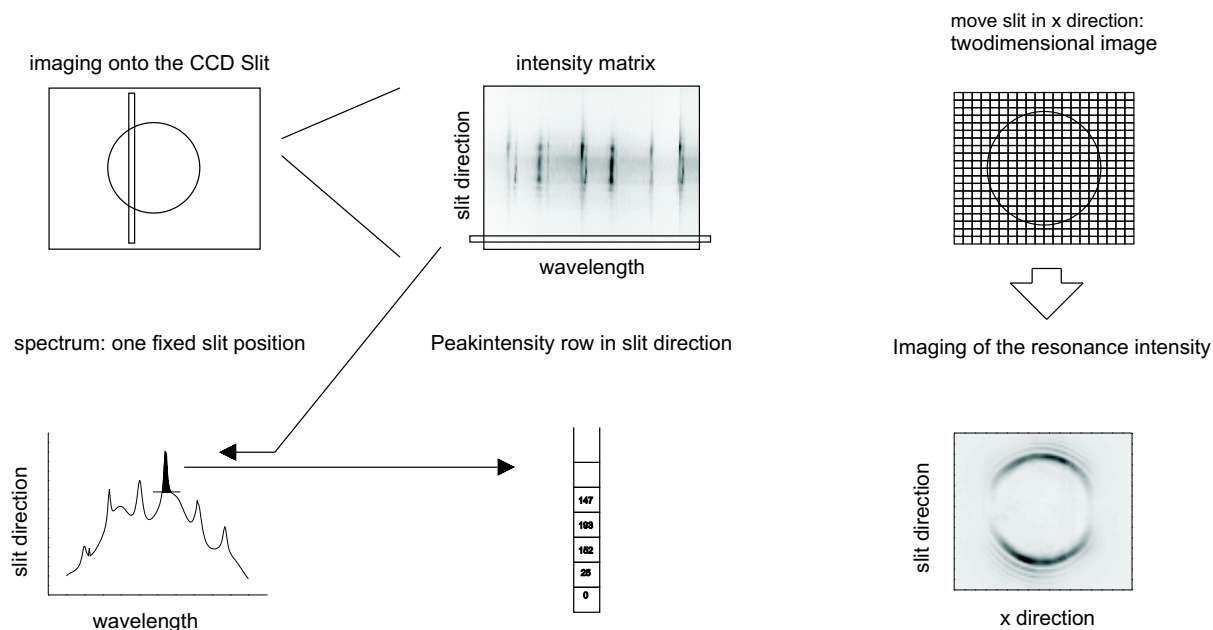 imaging onto the CCD Slit
intensity matrix
slit direction
wavelength
move slit in x direction:
twodimensional image
spectrum: one fixed slit position
slit direction
wavelength
Peakintensity row in slit direction
147
193
152
25
0
Imaging of the resonance intensity
slit direction
x direction